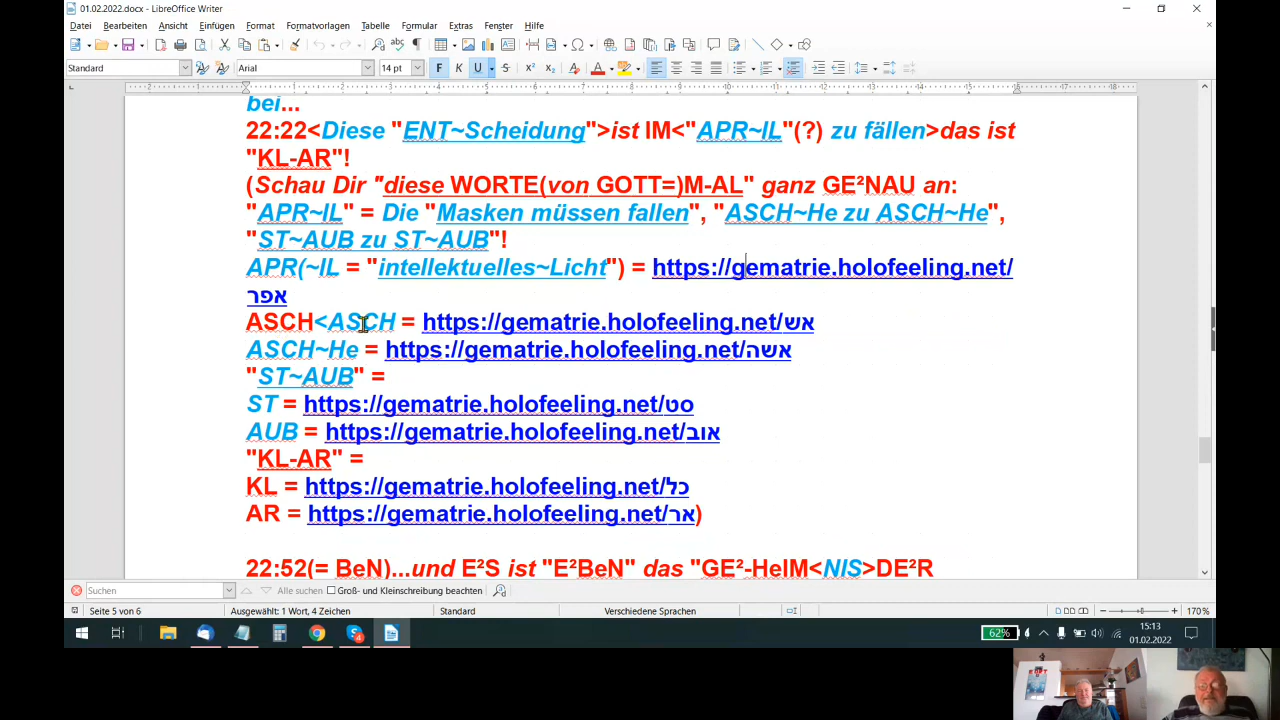 01.02.2022.docx - LibreOffice Writer
Datei Bearbeiten Ansicht Einfügen Format Formatvorlagen Tabelle Formular Extras Fenster Hilfe
Standard Arial 14 pt F K U
bei...
22:22<Diese "ENT~Scheidung">ist IM<"APR~IL"(?) zu fällen>das ist
"KL-AR"!
(Schau Dir "diese WORTE(von GOTT=)M-AL" ganz GE²NAU an:
"APR~IL" = Die "Masken müssen fallen", "ASCH~He zu ASCH~He",
"ST~AUB zu ST~AUB"!
APR(~IL = "intellektuelles~Licht") = https://gematrie.holofeeling.net/
אפר
ASCH<ASCH = https://gematrie.holofeeling.net/אש
ASCH~He = https://gematrie.holofeeling.net/אשה
"ST~AUB" =
ST = https://gematrie.holofeeling.net/סט
AUB = https://gematrie.holofeeling.net/אוב
"KL-AR" =
KL = https://gematrie.holofeeling.net/כל
AR = https://gematrie.holofeeling.net/אר)
22:52(= BeN)...und E²S ist "E²BeN" das "GE²-HeIM<NIS>DE²R
Suchen Alle suchen Groß- und Kleinschreibung beachten
Seite 5 von 6 Ausgewählt: 1 Wort, 4 Zeichen Standard Verschiedene Sprachen 170%
62% 15:13
01.02.2022